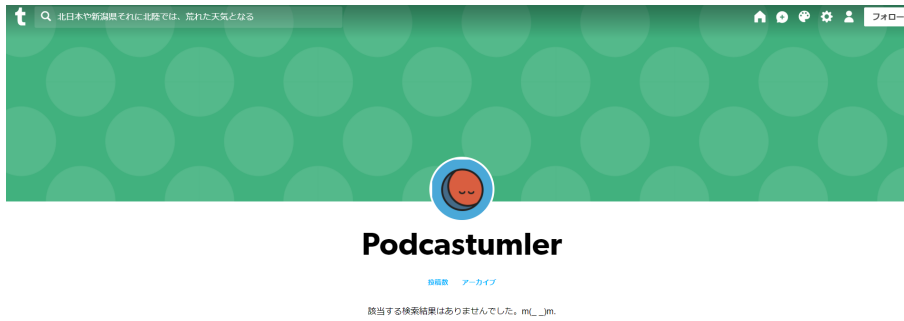 t 北日本や新潟県それに北陸では、荒れた天気となる フォロー
Podcastumler
投稿数 アーカイブ
該当する検索結果はありませんでした。m(_ _)m.